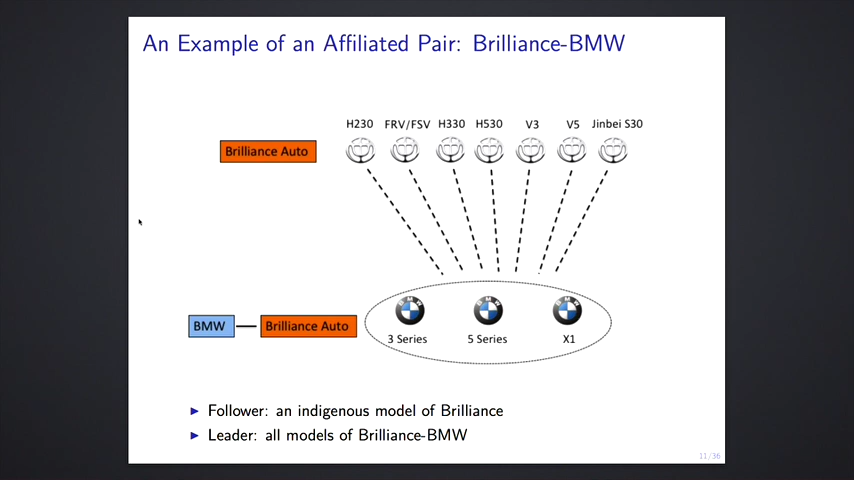 An Example of an Affiliated Pair: Brilliance-BMW
H230 FRV/FSV H330 H530 V3 V5 Jinbei S30
Brilliance Auto
BMW Brilliance Auto
3 Series 5 Series X1
► Follower: an indigenous model of Brilliance
► Leader: all models of Brilliance-BMW
11/36